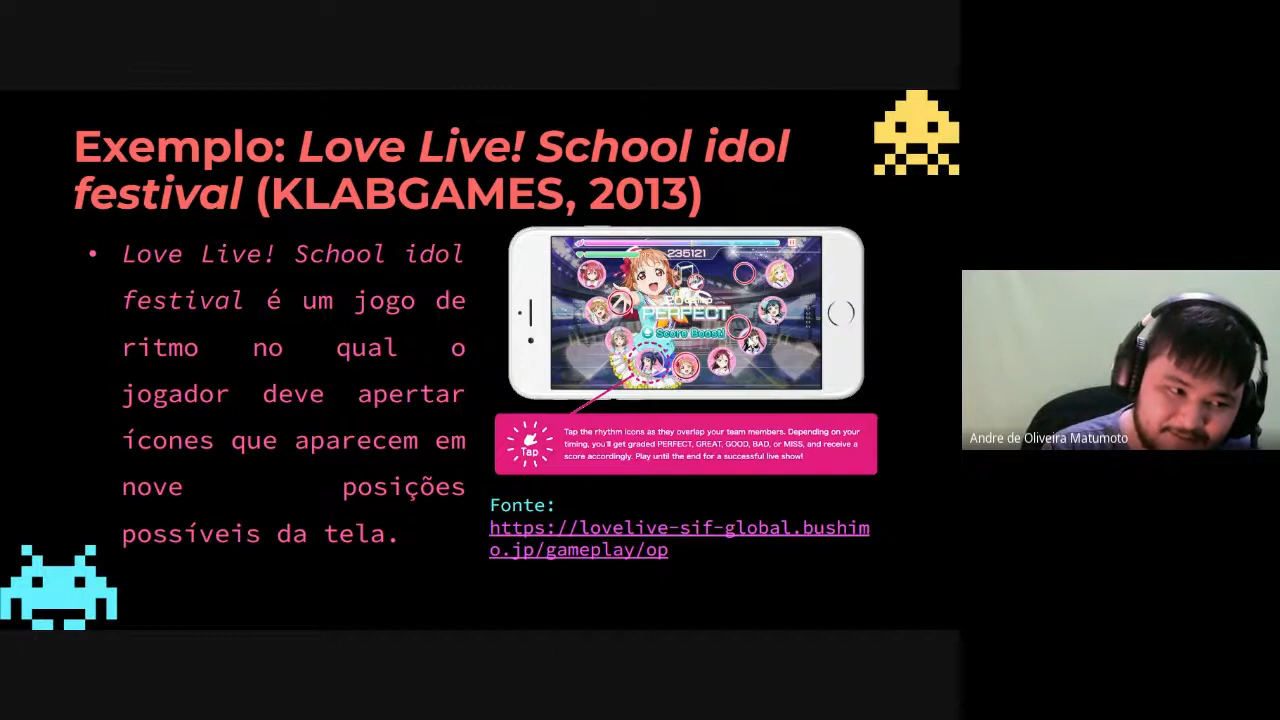 Exemplo: Love Live! School idol
festival (KLABGAMES, 2013)
• Love Live! School idol
festival é um jogo de
ritmo no qual o
jogador deve apertar
ícones que aparecem em
nove posições
possíveis da tela.
235121
PERFECT
Score Boost!
Tap
Tap the rhythm icons as they overlap your team members. Depending on your
timing, you'll get graded PERFECT, GREAT, GOOD, BAD, or MISS, and receive a
score accordingly. Play until the end for a successful live show!
Fonte:
https://lovelive-sif-global.bushim
o.jp/gameplay/op
Andre de Oliveira Matumoto